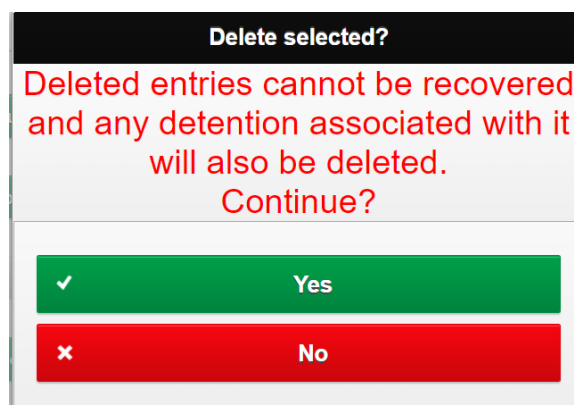 Delete selected?
Deleted entries cannot be recovered
and any detention associated with it
will also be deleted.
Continue?
Yes
No